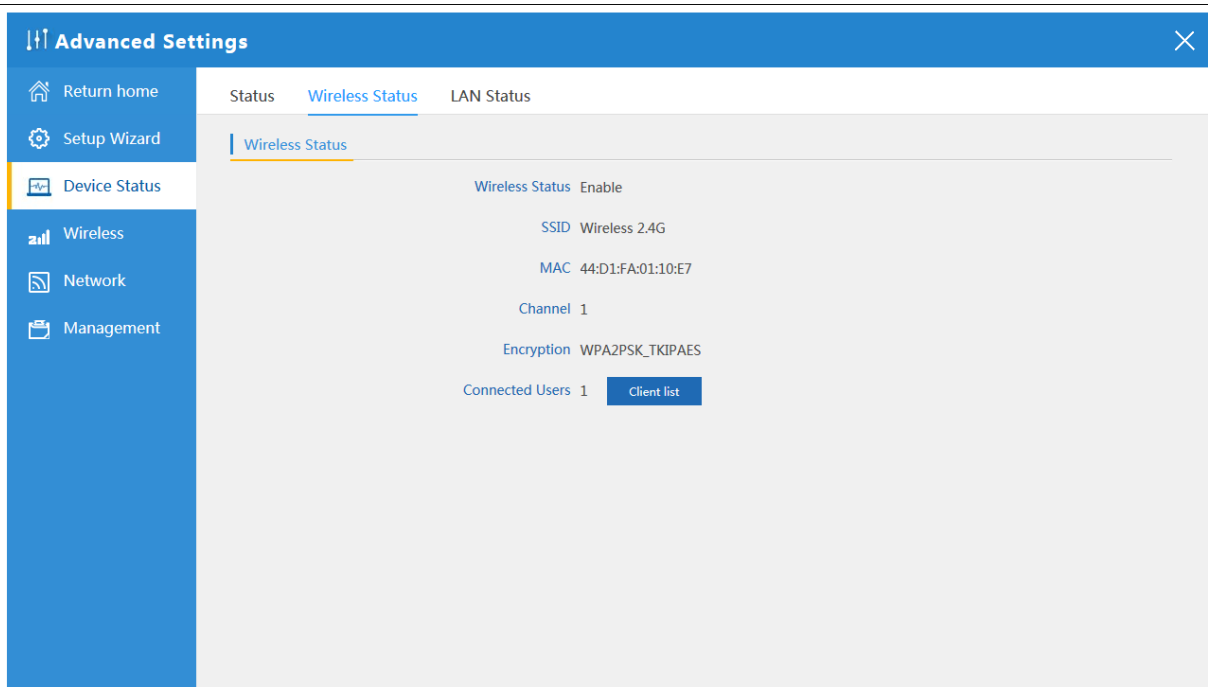 Advanced Settings
Return home
Setup Wizard
Device Status
Wireless
Network
Management
Status Wireless Status LAN Status
Wireless Status
Wireless Status Enable
SSID Wireless 2.4G
MAC 44:D1:FA:01:10:E7
Channel 1
Encryption WPA2PSK_TKIPAES
Connected Users 1 Client list